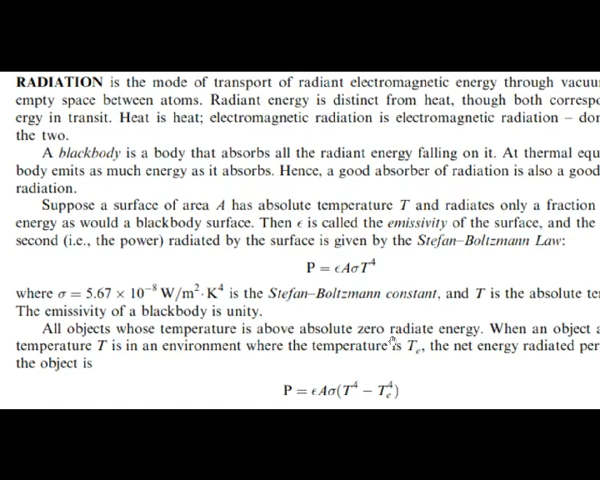 RADIATION is the mode of transport of radiant electromagnetic energy through vacuu
empty space between atoms. Radiant energy is distinct from heat, though both correspo
ergy in transit. Heat is heat; electromagnetic radiation is electromagnetic radiation – don
the two.
A blackbody is a body that absorbs all the radiant energy falling on it. At thermal equ
body emits as much energy as it absorbs. Hence, a good absorber of radiation is also a good
radiation.
Suppose a surface of area A has absolute temperature T and radiates only a fraction
energy as would a blackbody surface. Then ϵ is called the emissivity of the surface, and the
second (i.e., the power) radiated by the surface is given by the Stefan–Boltzmann Law:
P = ϵAσT⁴
where σ = 5.67 × 10⁻⁸ W/m²·K⁴ is the Stefan–Boltzmann constant, and T is the absolute te
The emissivity of a blackbody is unity.
All objects whose temperature is above absolute zero radiate energy. When an object a
temperature T is in an environment where the temperature is Tₑ, the net energy radiated per
the object is
P = ϵAσ(T⁴ − Tₑ⁴)